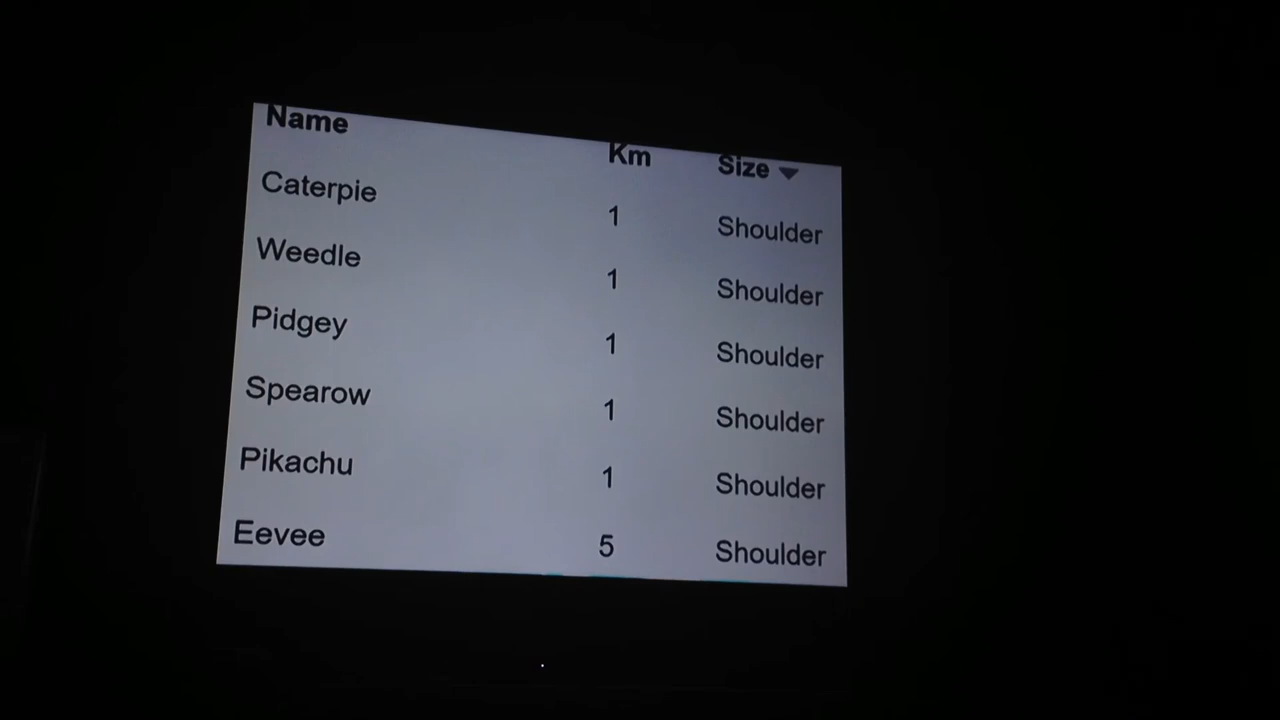 Name Km Size
Caterpie 1 Shoulder
Weedle 1 Shoulder
Pidgey 1 Shoulder
Spearow 1 Shoulder
Pikachu 1 Shoulder
Eevee 5 Shoulder